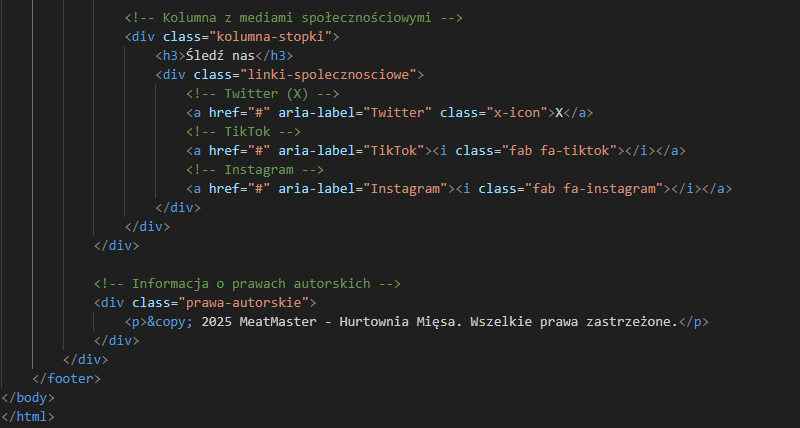 <!-- Kolumna z mediami społecznościowymi -->
<div class="kolumna-stopki">
<h3>Śledź nas</h3>
<div class="linki-spolecznosciowe">
<!-- Twitter (X) -->
<a href="#" aria-label="Twitter" class="x-icon">X</a>
<!-- TikTok -->
<a href="#" aria-label="TikTok"><i class="fab fa-tiktok"></i></a>
<!-- Instagram -->
<a href="#" aria-label="Instagram"><i class="fab fa-instagram"></i></a>
</div>
</div>
</div>
<!-- Informacja o prawach autorskich -->
<div class="prawa-autorskie">
<p>&copy; 2025 MeatMaster - Hurtownia Mięsa. Wszelkie prawa zastrzeżone.</p>
</div>
</div>
</footer>
</body>
</html>